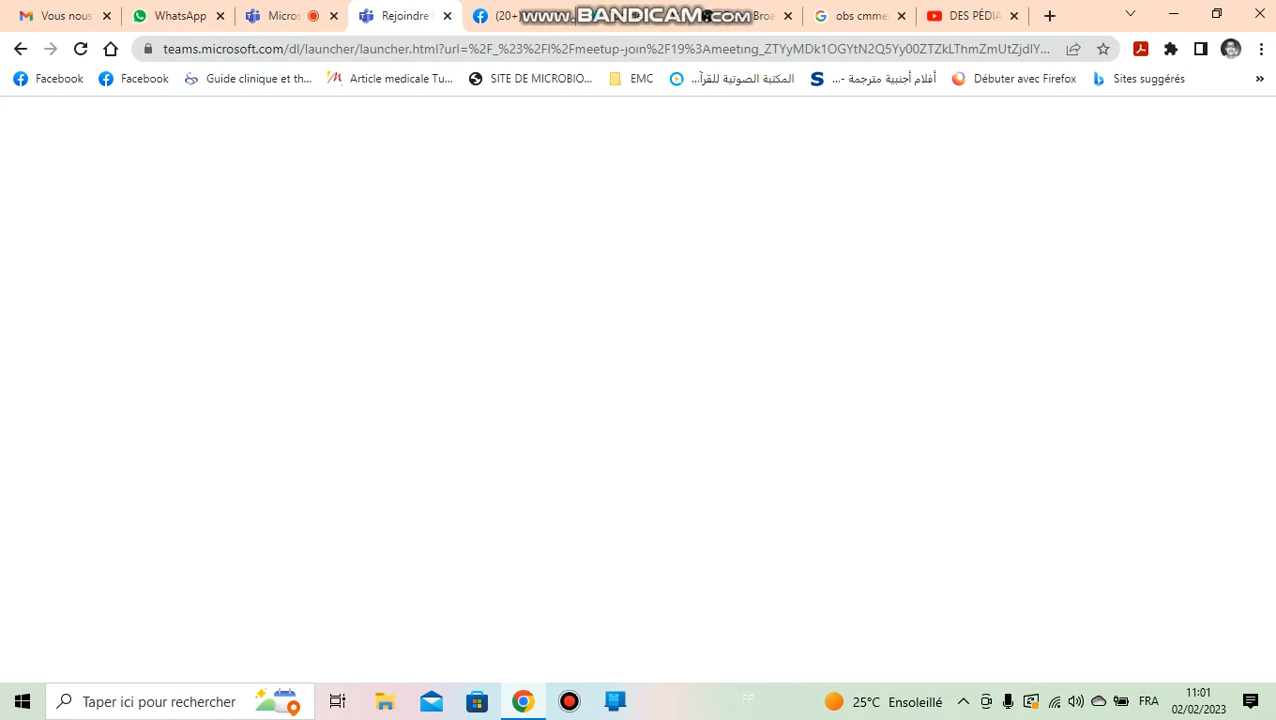 Vous nous
WhatsApp
Micros
Rejoindre
(20+
www.BANDICAM.com
Broa
obs cmme
DES PÉDIA
teams.microsoft.com/dl/launcher/launcher.html?url=%2F_%23%2Fl%2Fmeetup-join%2F19%3Ameeting_ZTYyMDk1OGYtN2Q5Yy00ZTZkLThmZmUtZjdlY...
Facebook
Facebook
Guide clinique et th...
Article medicale Tu...
SITE DE MICROBIO...
EMC
المكتبة الصوتية للقرآ...
أفلام أجنبية مترجمة -...
Débuter avec Firefox
Sites suggérés
»
Taper ici pour rechercher
FR
25°C Ensoleillé
FRA
11:01
02/02/2023